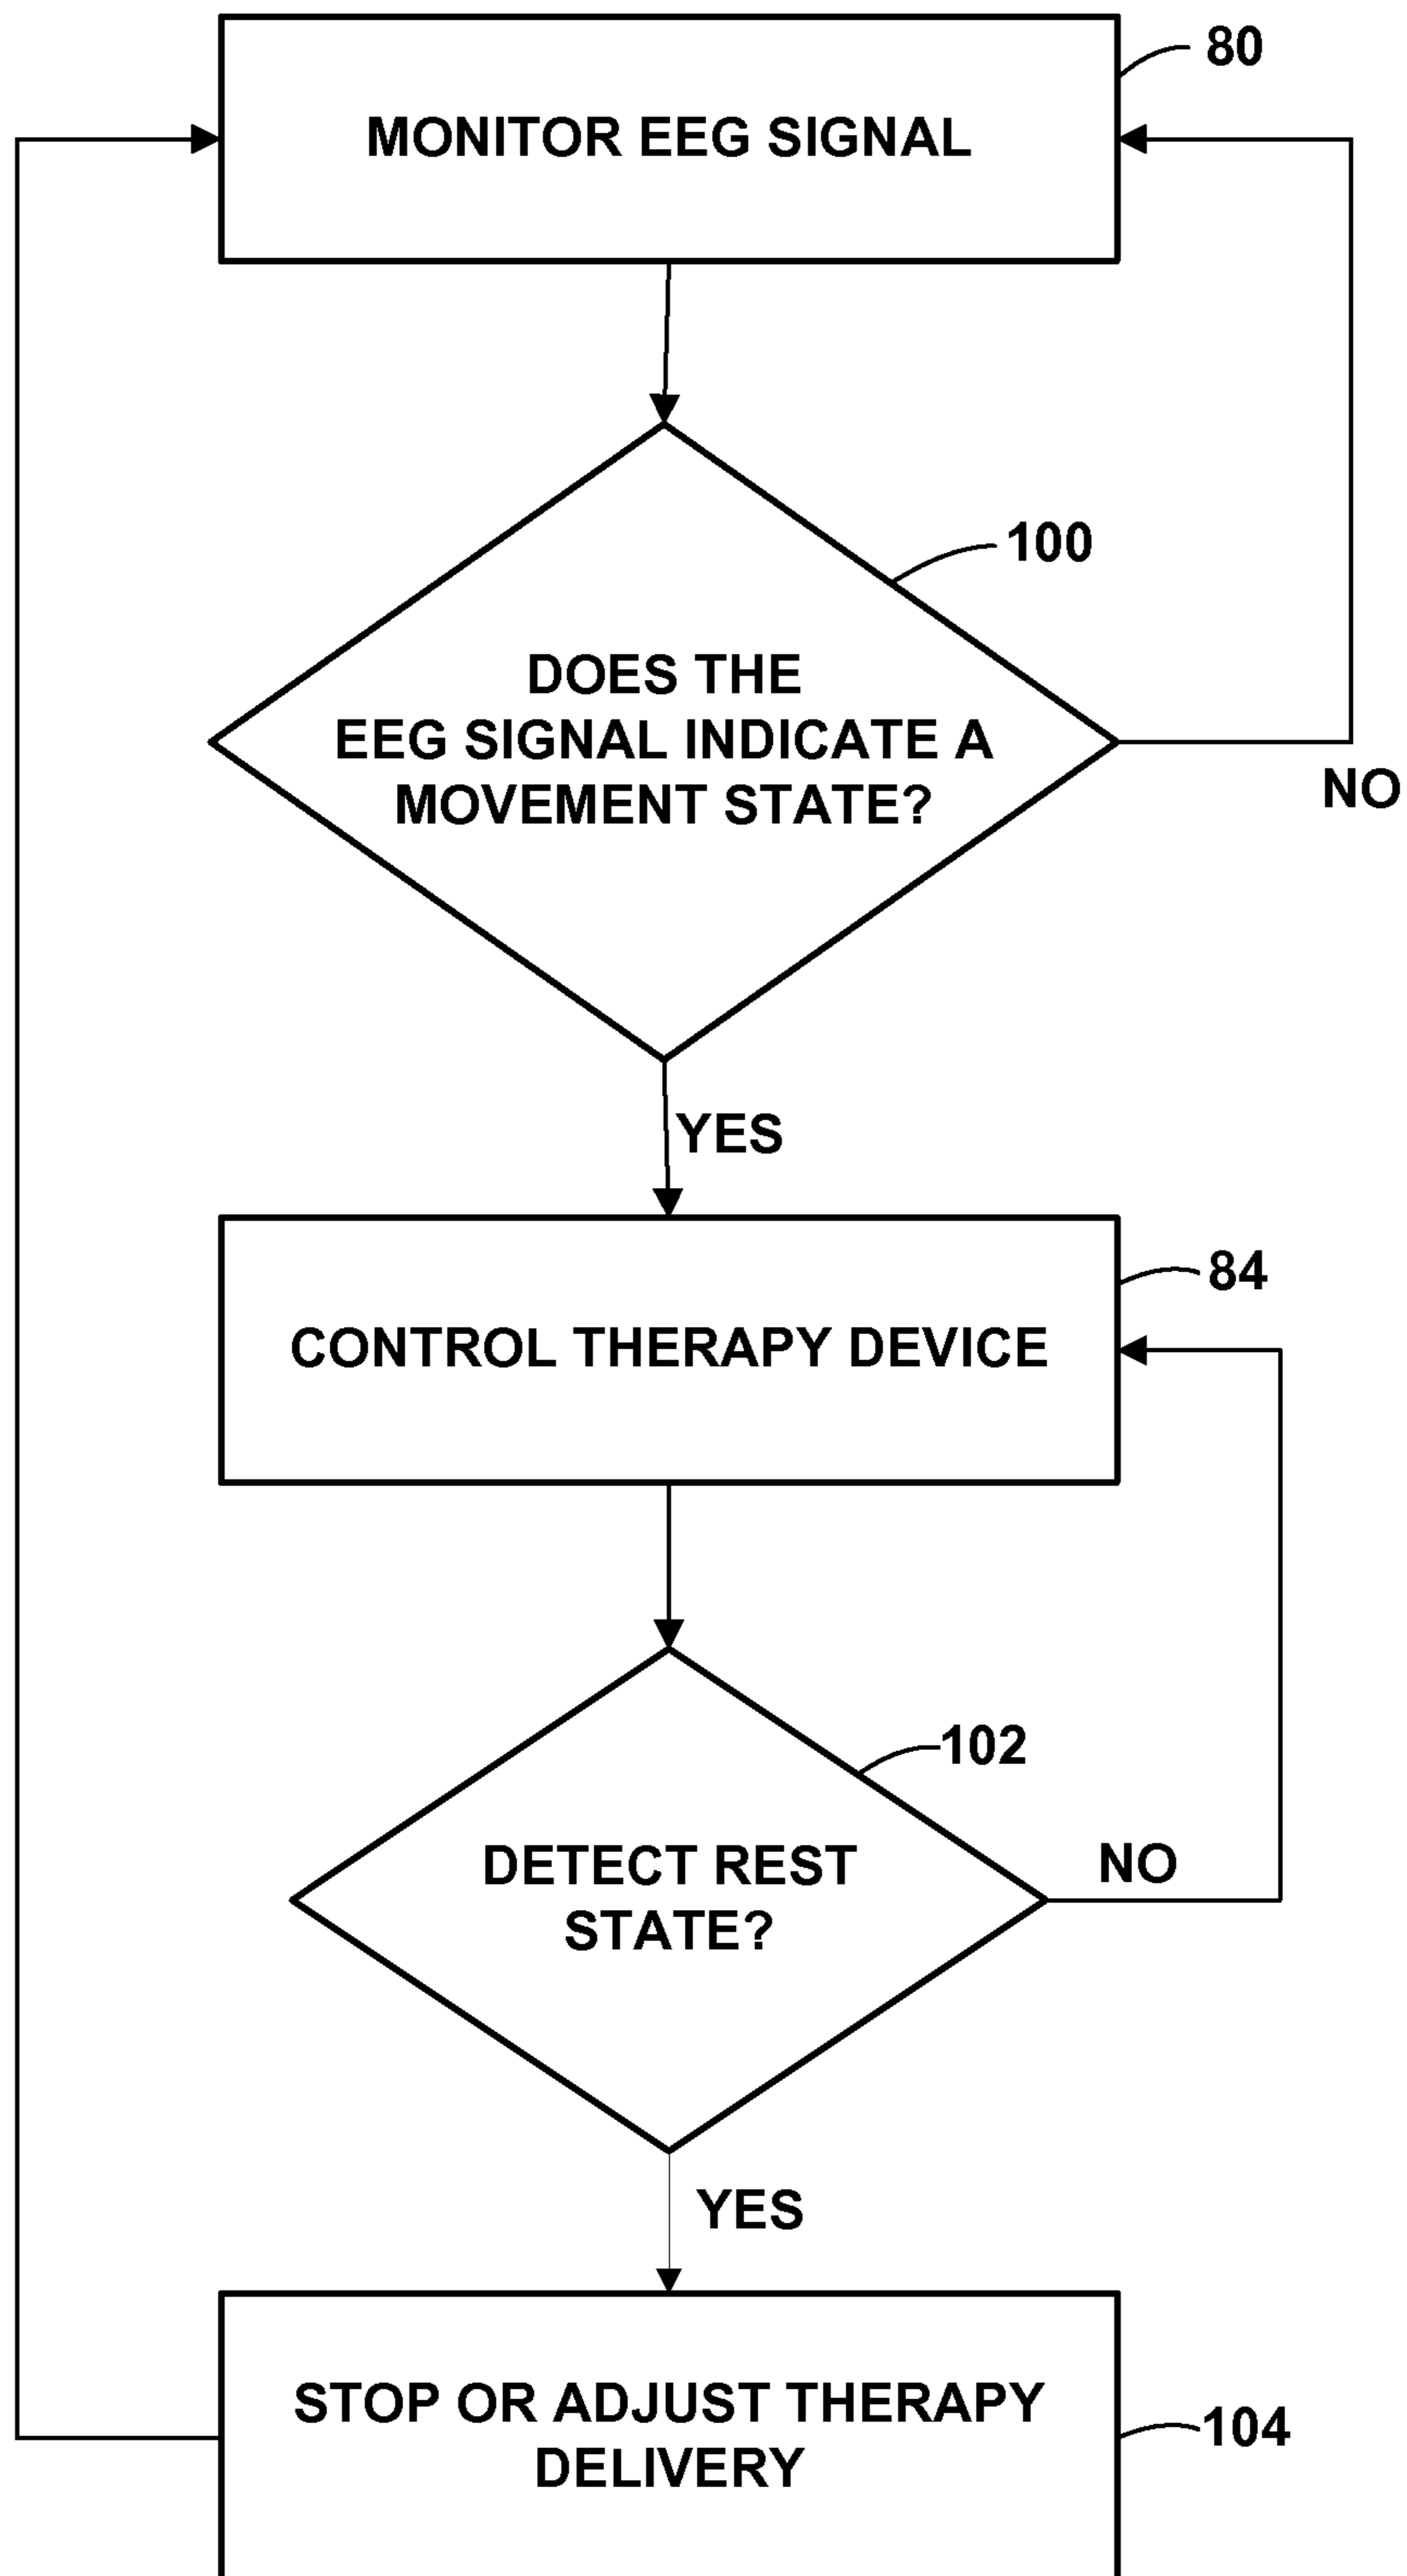 80
MONITOR EEG SIGNAL
100
DOES THE
EEG SIGNAL INDICATE A
MOVEMENT STATE?
NO
YES
84
CONTROL THERAPY DEVICE
102
DETECT REST
STATE?
NO
YES
STOP OR ADJUST THERAPY
DELIVERY
104